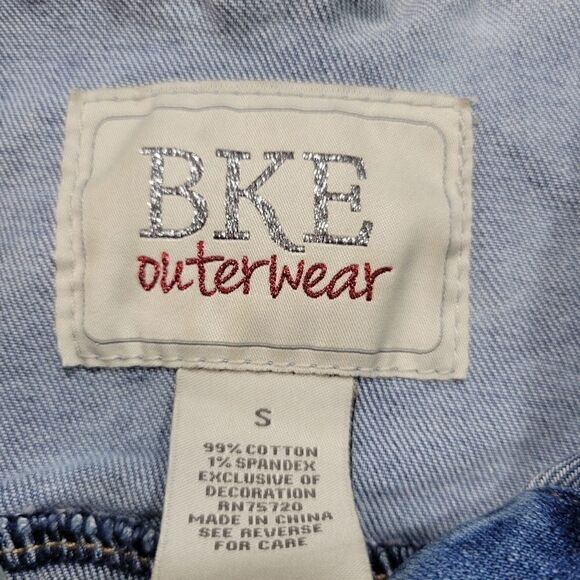 BKE
outerwear
S
99% COTTON
1% SPANDEX
EXCLUSIVE OF
DECORATION
RN75720
MADE IN CHINA
SEE REVERSE
FOR CARE